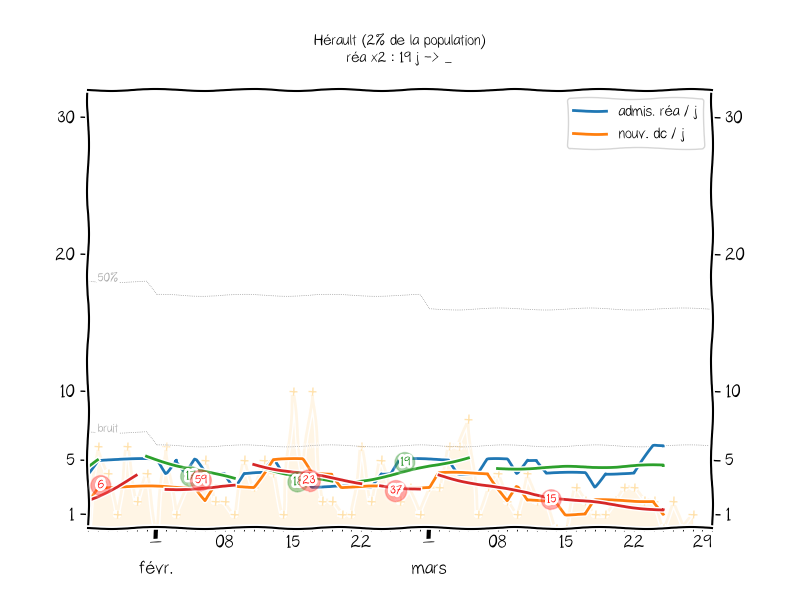 Hérault (2% de la population)
réa x2 : 19 j -> _
admis. réa / j
nouv. dc / j
30 30
20 20
50%
10 10
bruit
5 5
1 1
6 17 59 18 23 37 19 15
08 15 22 08 15 22 29
févr. mars